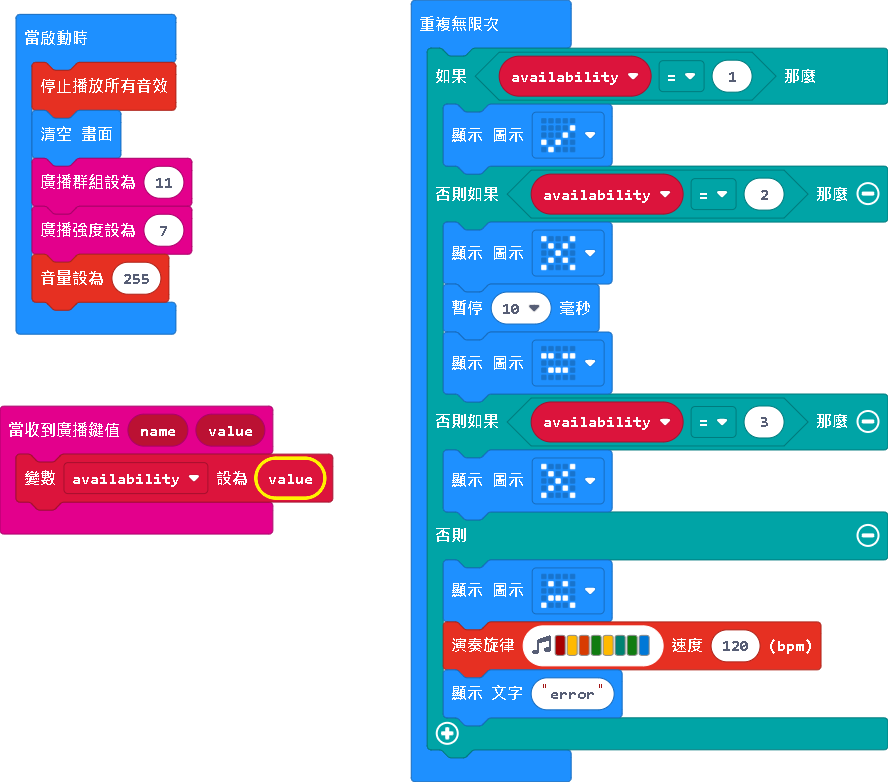 當啟動時
停止播放所有音效
清空 畫面
廣播群組設為 11
廣播強度設為 7
音量設為 255
當收到廣播鍵值 name value
變數 availability 設為 value
重複無限次
如果 availability = 1 那麼
顯示 圖示
否則如果 availability = 2 那麼
顯示 圖示
暫停 10 毫秒
顯示 圖示
否則如果 availability = 3 那麼
顯示 圖示
否則
顯示 圖示
演奏旋律 速度 120 (bpm)
顯示 文字 "error"